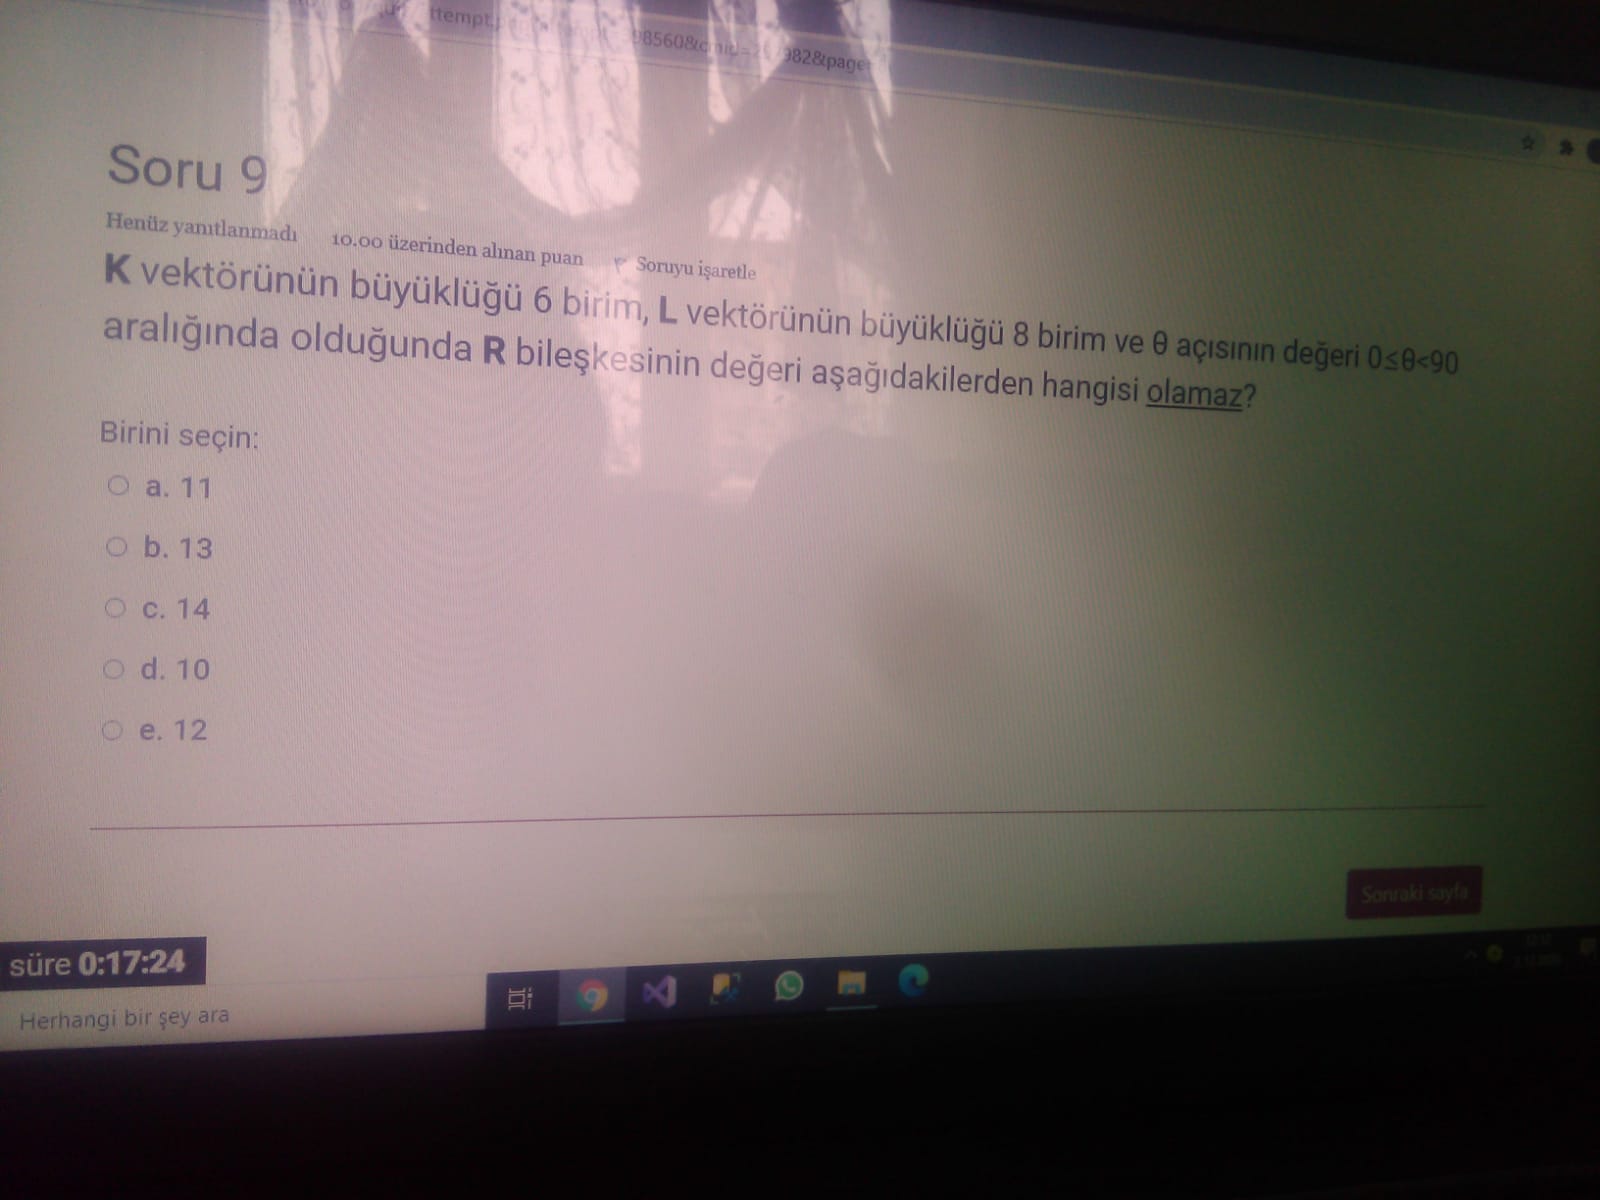 Soru 9
Henüz yanıtlanmadı 10.00 üzerinden alınan puan Soruyu işaretle
K vektörünün büyüklüğü 6 birim, L vektörünün büyüklüğü 8 birim ve θ açısının değeri 0≤θ<90
aralığında olduğunda R bileşkesinin değeri aşağıdakilerden hangisi olamaz?
Birini seçin:
a. 11
b. 13
c. 14
d. 10
e. 12
Sonraki sayfa
süre 0:17:24
Herhangi bir şey ara